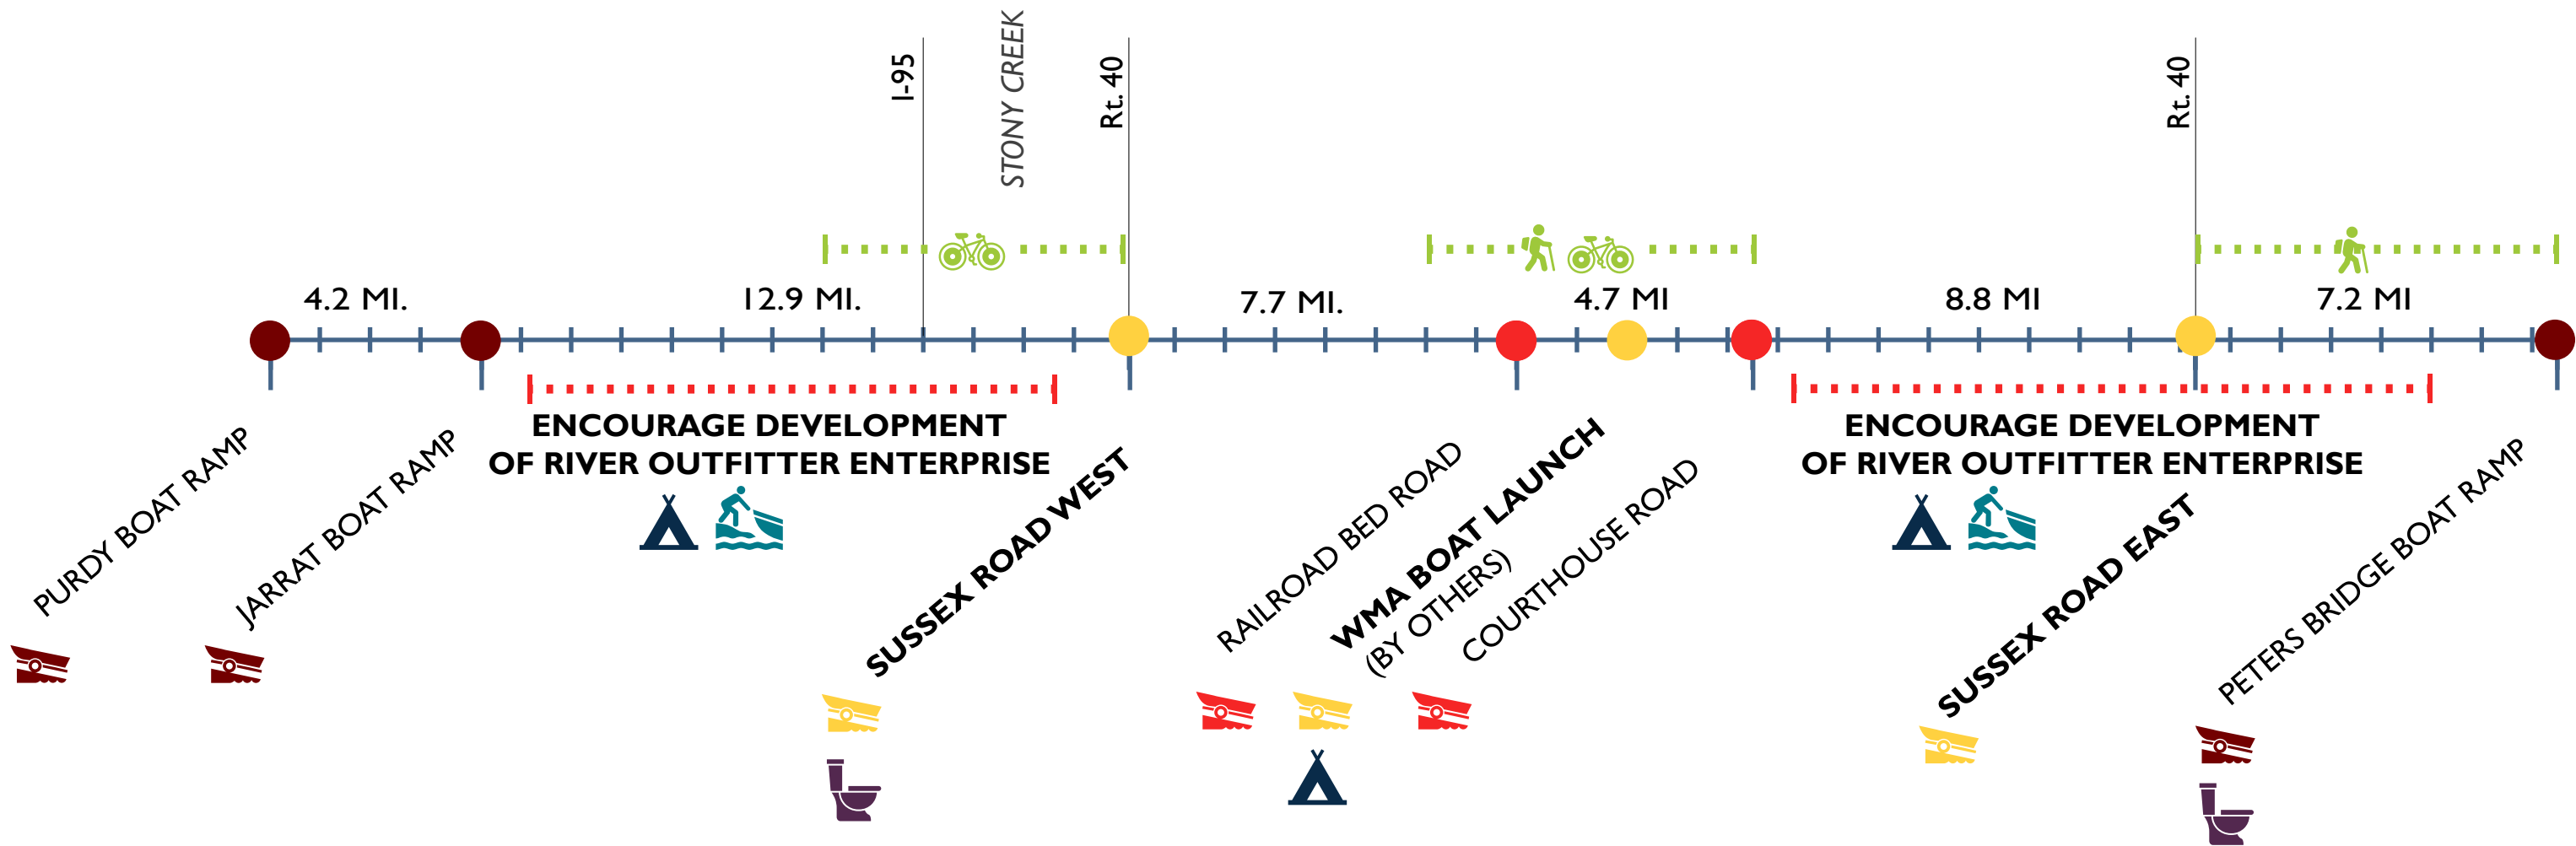 I-95
STONY CREEK
Rt. 40
Rt. 40
4.2 MI.
12.9 MI.
7.7 MI.
4.7 MI
8.8 MI
7.2 MI
ENCOURAGE DEVELOPMENT
OF RIVER OUTFITTER ENTERPRISE
ENCOURAGE DEVELOPMENT
OF RIVER OUTFITTER ENTERPRISE
PURDY BOAT RAMP
JARRAT BOAT RAMP
SUSSEX ROAD WEST
RAILROAD BED ROAD
WMA BOAT LAUNCH
(BY OTHERS)
COURTHOUSE ROAD
SUSSEX ROAD EAST
PETERS BRIDGE BOAT RAMP